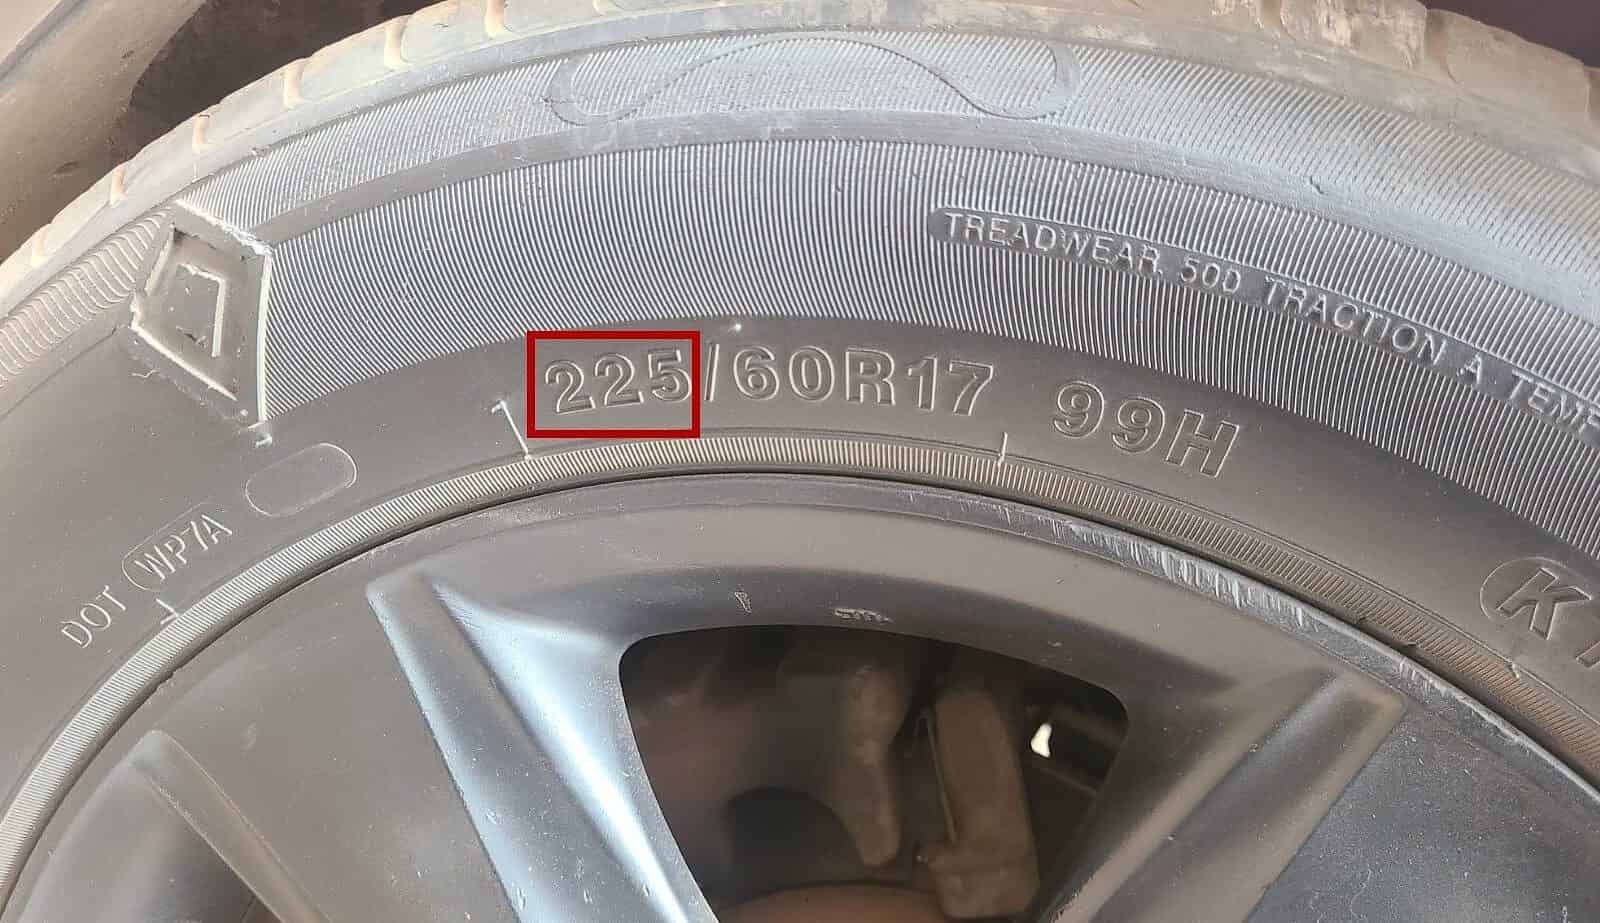 TREADWEAR 500 TRACTION A TEMP
225/60R17 99H
DOT WP7A
K